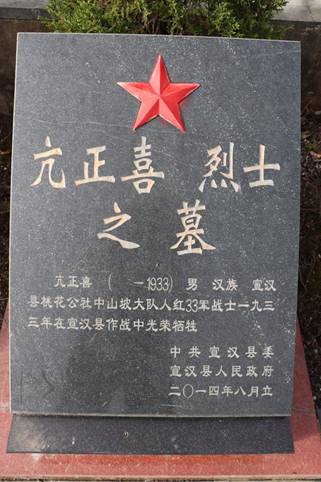 亢正喜 烈士
之墓
亢正喜（ —1933）男 汉族 宣汉
县桃花公社中山坡大队人红33军战士一九三
三年在宣汉县作战中光荣牺牲
中共宣汉县委
宣汉县人民政府
二〇一四年八月立